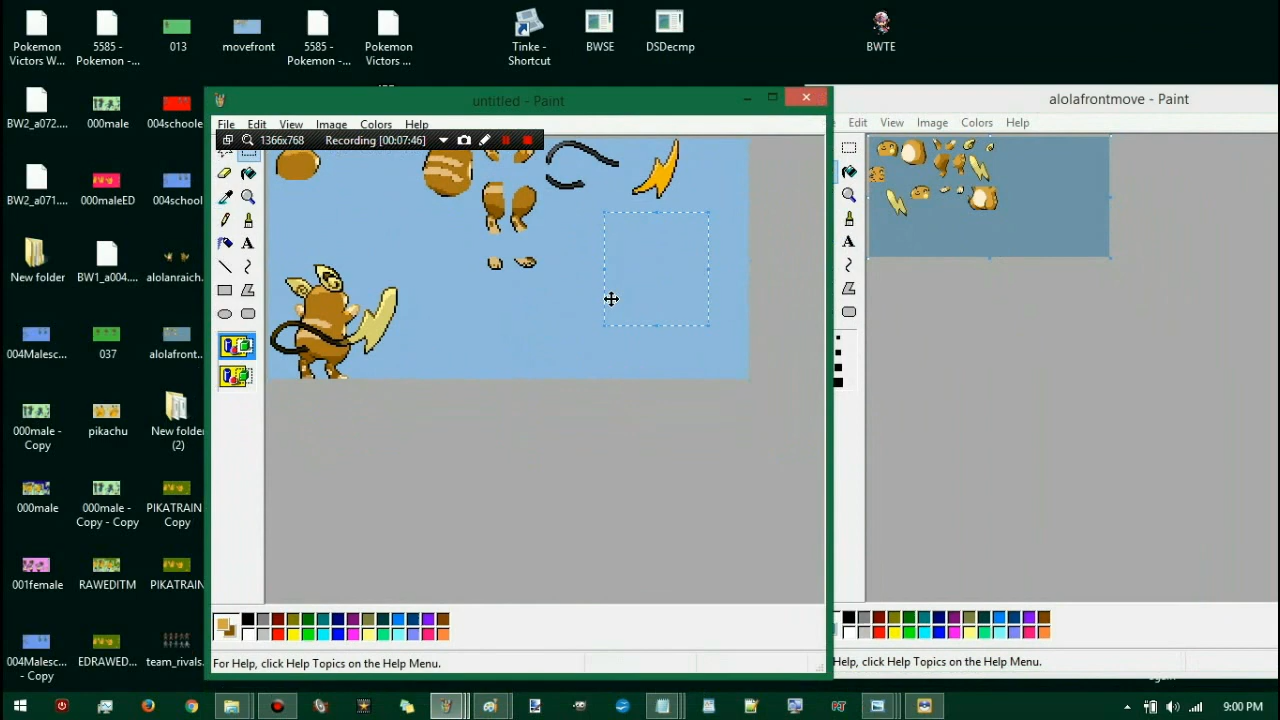 Pokemon
Victors W...
5585 -
Pokemon -...
013
movefront
5585 -
Pokemon -...
Pokemon
Victors ...
Tinke -
Shortcut
BWSE
DSDecmp
BWTE
BW2_a072....
000male
004schoole
BW2_a071....
000maleED
004school
New folder
BW1_a004....
alolanraich
004Malesc...
037
alolafront...
000male -
Copy
pikachu
New folder
(2)
000male
000male -
Copy - Copy
PIKATRAIN
Copy
001female
RAWEDITM
PIKATRAIN
004Malesc...
- Copy
EDRAWED...
team_rivals
untitled - Paint
File Edit View Image Colors Help
1366x768 Recording [00:07:46]
For Help, click Help Topics on the Help Menu.
alolafrontmove - Paint
Edit View Image Colors Help
Help, click Help Topics on the Help Menu.
9:00 PM